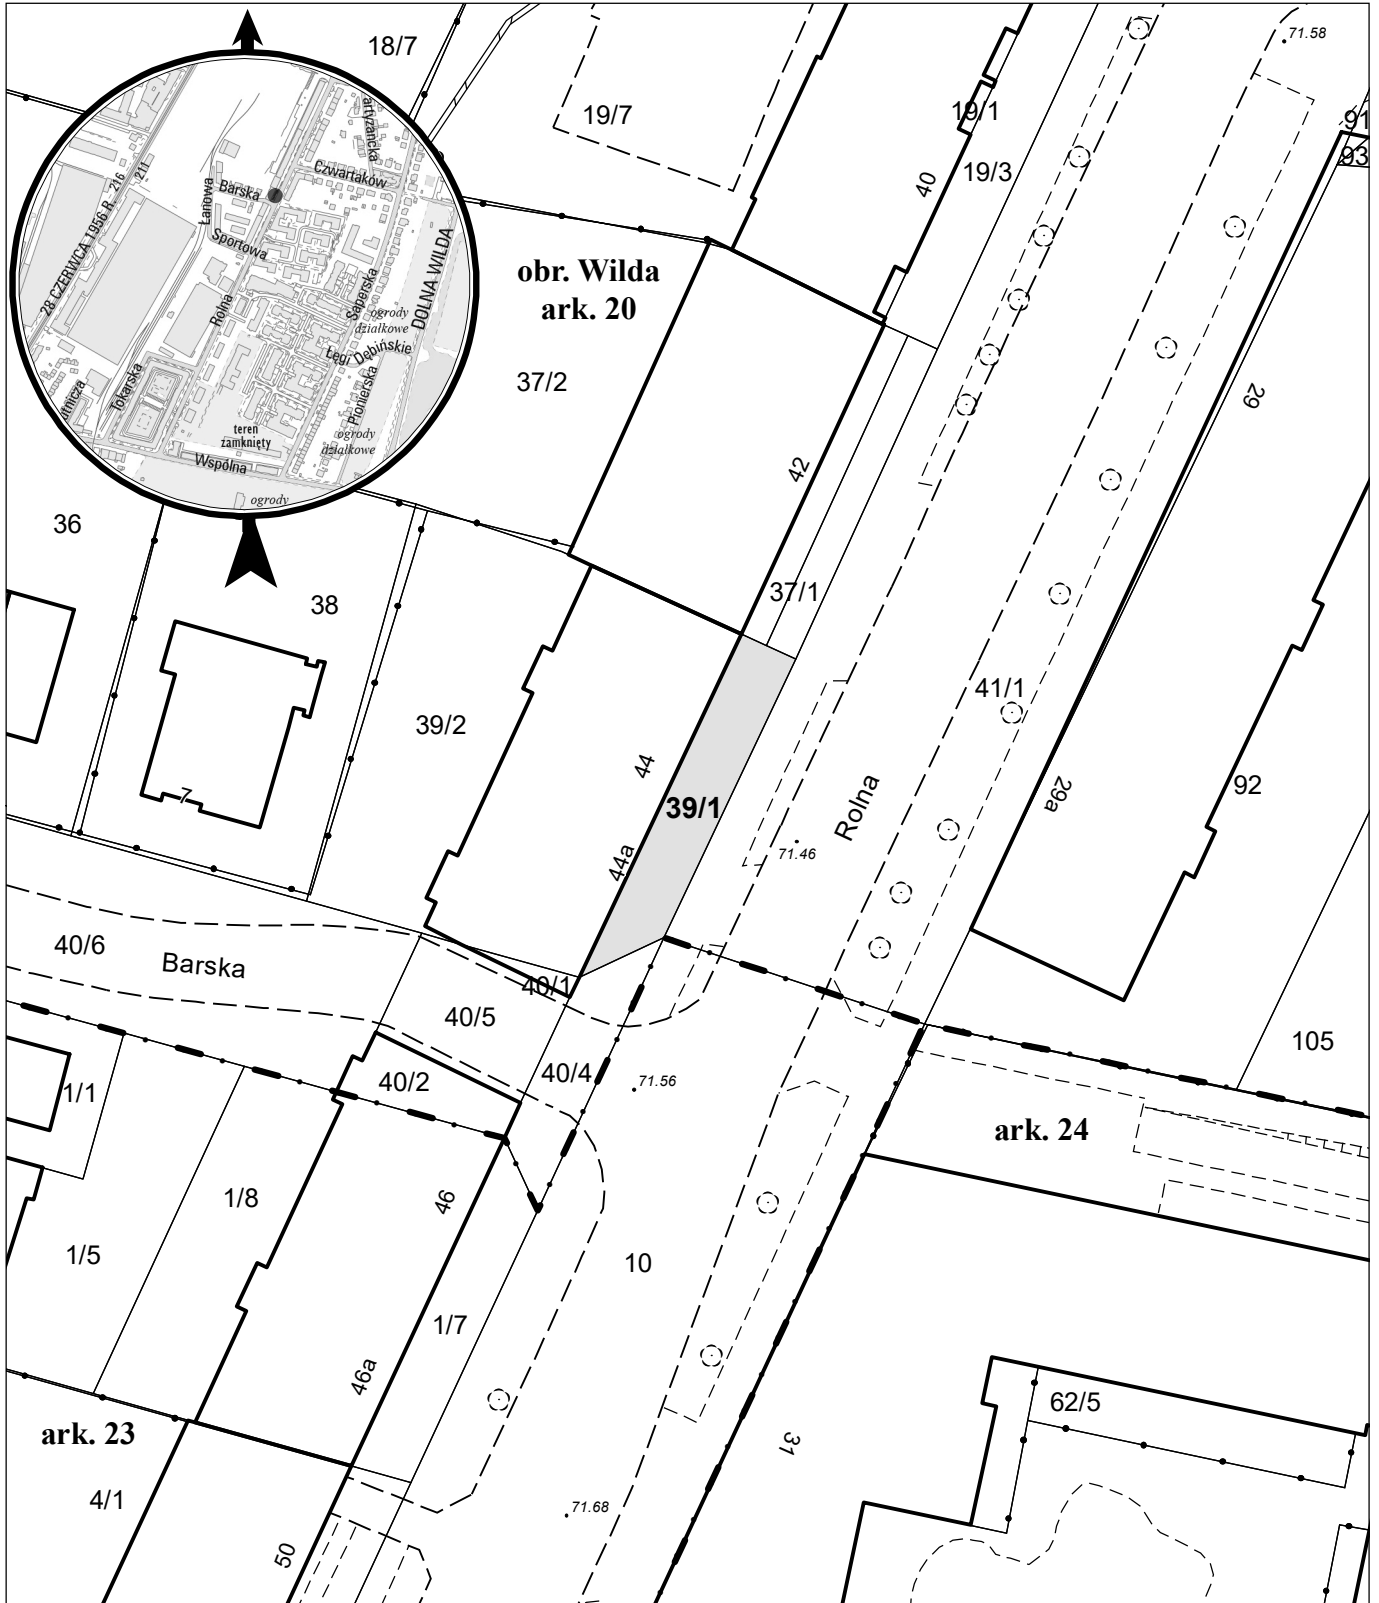 18/7
19/7
19/1
19/3
40
71.58
91
93
artyzancka
Czwartaków
Barska
Łanowa
Sportowa
28 CZERWCA 1956 R.
216
211
Rolna
Saperska
DOLNA WILDA
ogrody
działkowe
Łęgi Dębińskie
Tokarska
utnicza
Pionierska
teren
zamknięty
ogrody
działkowe
Wspólna
ogrody
obr. Wilda
ark. 20
37/2
29
42
36
38
37/1
41/1
39/2
44
39/1
7
Rolna
29a
92
71.46
44a
40/6
Barska
40/1
40/5
40/4
40/2
71.56
105
1/1
ark. 24
1/8
46
1/5
10
1/7
46a
62/5
31
ark. 23
4/1
71.68
50